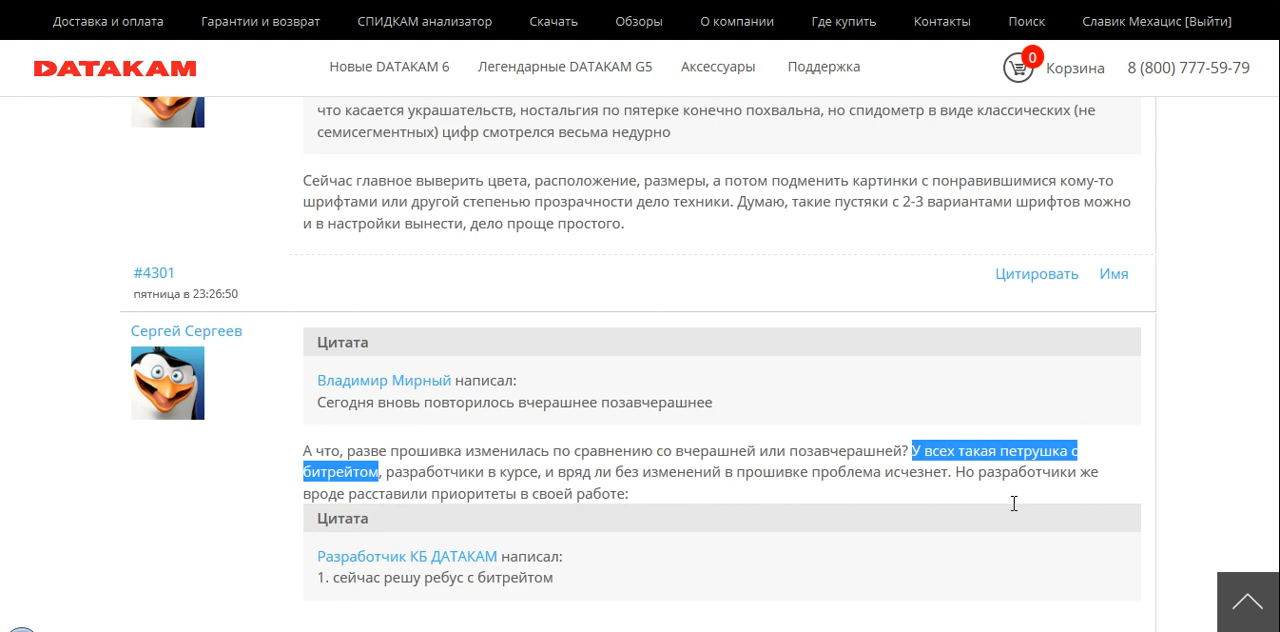 Доставка и оплата Гарантии и возврат СПИДКАМ анализатор Скачать Обзоры О компании Где купить Контакты Поиск Славик Мехацис [Выйти]
DATAKAM Новые DATAKAM 6 Легендарные DATAKAM G5 Аксессуары Поддержка 0 Корзина 8 (800) 777-59-79
что касается украшательств, ностальгия по пятерке конечно похвальна, но спидометр в виде классических (не
семисегментных) цифр смотрелся весьма недурно
Сейчас главное выверить цвета, расположение, размеры, а потом подменить картинки с понравившимися кому-то
шрифтами или другой степенью прозрачности дело техники. Думаю, такие пустяки с 2-3 вариантами шрифтов можно
и в настройки вынести, дело проще простого.
#4301 Цитировать Имя
пятница в 23:26:50
Сергей Сергеев
Цитата
Владимир Мирный написал:
Сегодня вновь повторилось вчерашнее позавчерашнее
А что, разве прошивка изменилась по сравнению со вчерашней или позавчерашней? У всех такая петрушка с
битрейтом, разработчики в курсе, и вряд ли без изменений в прошивке проблема исчезнет. Но разработчики же
вроде расставили приоритеты в своей работе:
Цитата
Разработчик КБ ДАТАКАМ написал:
1. сейчас решу ребус с битрейтом